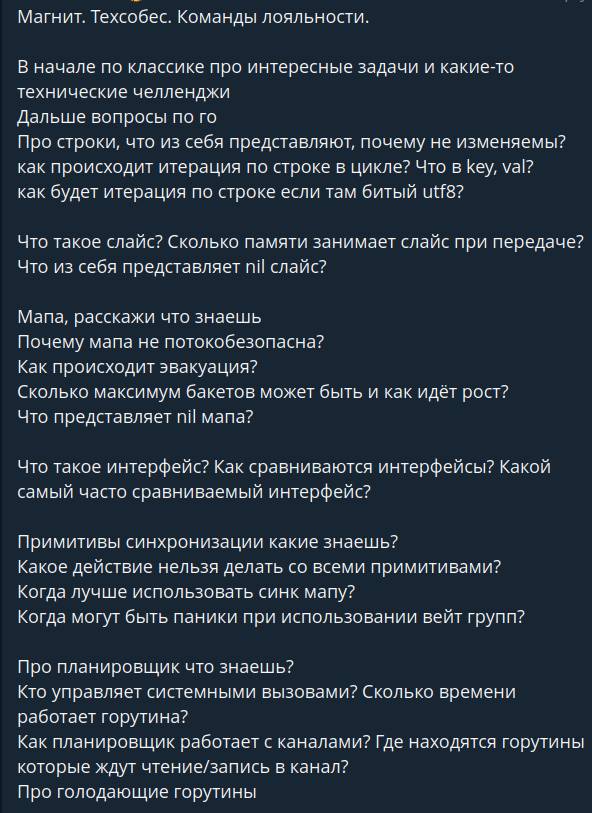 Магнит. Техсобес. Команды лояльности.
В начале по классике про интересные задачи и какие-то
технические челленджи
Дальше вопросы по го
Про строки, что из себя представляют, почему не изменяемы?
как происходит итерация по строке в цикле? Что в key, val?
как будет итерация по строке если там битый utf8?
Что такое слайс? Сколько памяти занимает слайс при передаче?
Что из себя представляет nil слайс?
Мапа, расскажи что знаешь
Почему мапа не потокобезопасна?
Как происходит эвакуация?
Сколько максимум бакетов может быть и как идёт рост?
Что представляет nil мапа?
Что такое интерфейс? Как сравниваются интерфейсы? Какой
самый часто сравниваемый интерфейс?
Примитивы синхронизации какие знаешь?
Какое действие нельзя делать со всеми примитивами?
Когда лучше использовать синк мапу?
Когда могут быть паники при использовании вейт групп?
Про планировщик что знаешь?
Кто управляет системными вызовами? Сколько времени
работает горутина?
Как планировщик работает с каналами? Где находятся горутины
которые ждут чтение/запись в канал?
Про голодающие горутины